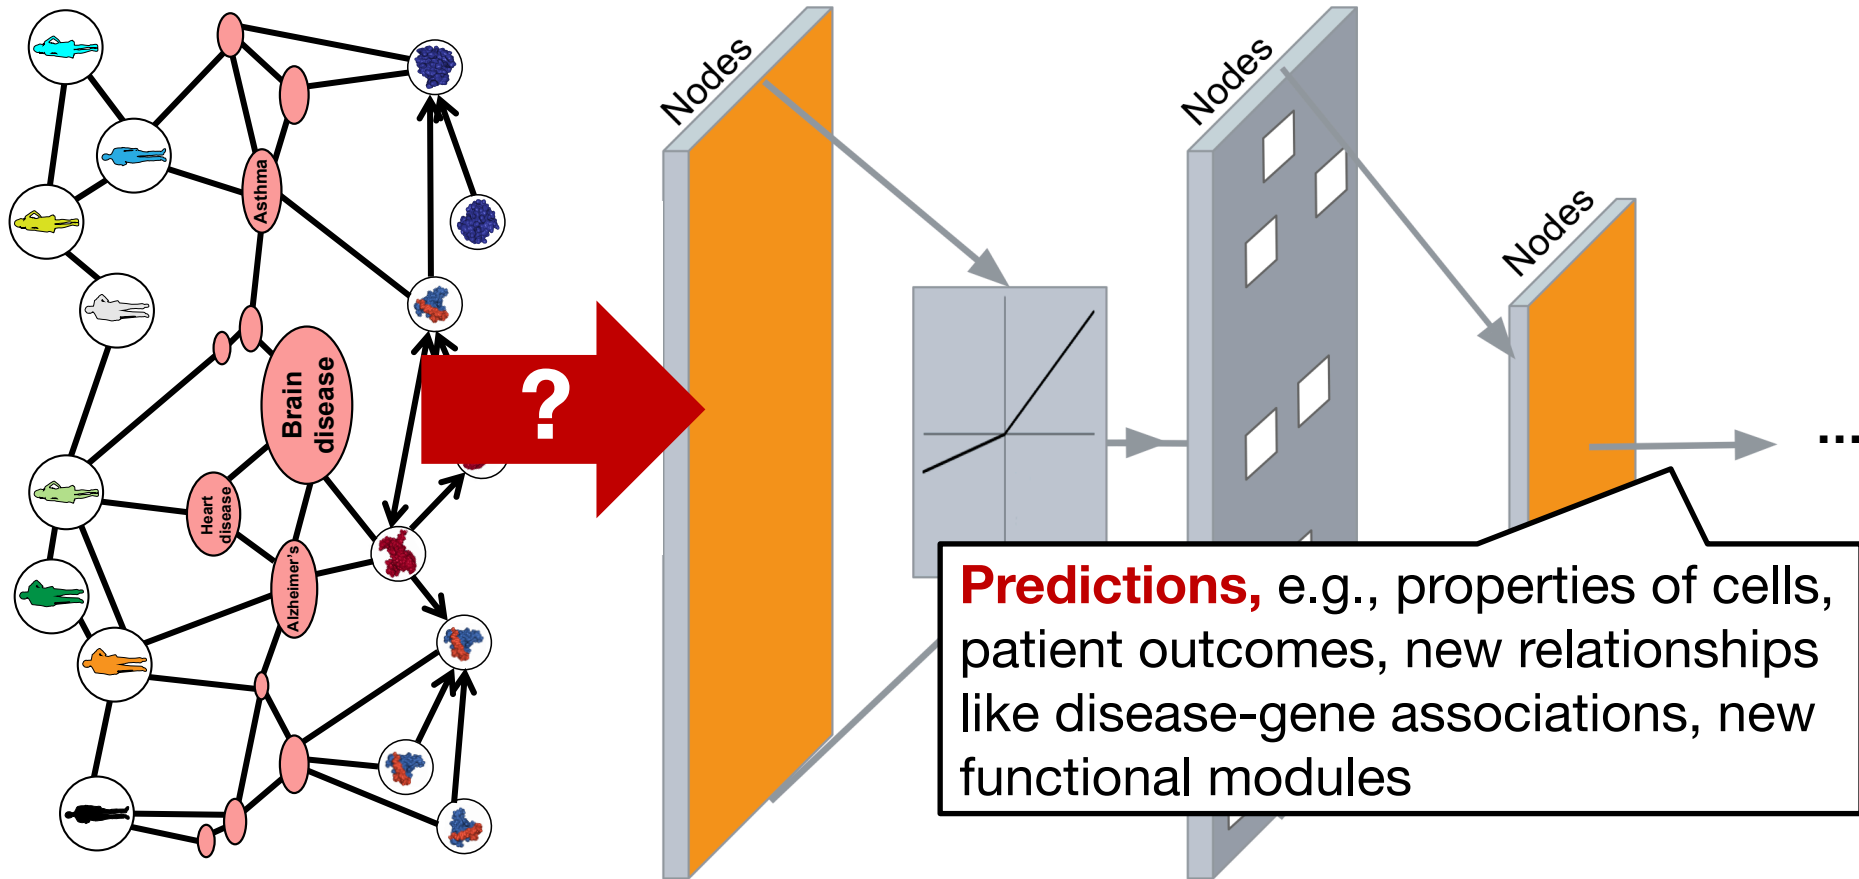 Asthma
Brain
disease
Heart
disease
Alzheimer's
?
Nodes
Nodes
Nodes
...
Predictions, e.g., properties of cells,
patient outcomes, new relationships
like disease-gene associations, new
functional modules